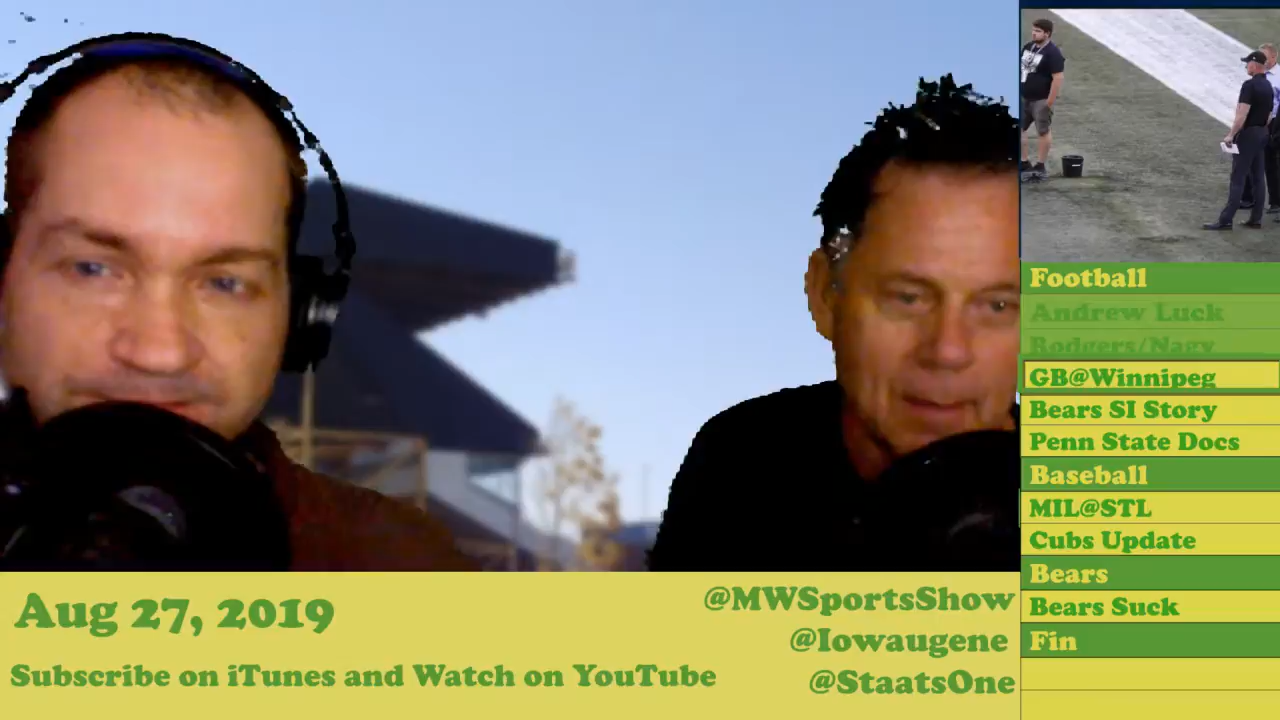 Football
Andrew Luck
Rodgers/Nagy
GB@Winnipeg
Bears SI Story
Penn State Docs
Baseball
MIL@STL
Cubs Update
Bears
Bears Suck
Fin
Aug 27, 2019
Subscribe on iTunes and Watch on YouTube
@MWSportsShow
@Iowaugene
@StaatsOne